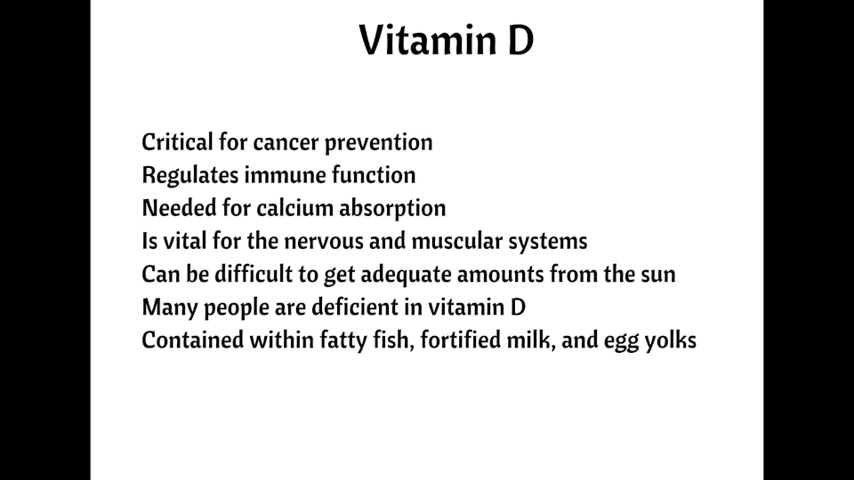 Vitamin D
Critical for cancer prevention
Regulates immune function
Needed for calcium absorption
Is vital for the nervous and muscular systems
Can be difficult to get adequate amounts from the sun
Many people are deficient in vitamin D
Contained within fatty fish, fortified milk, and egg yolks